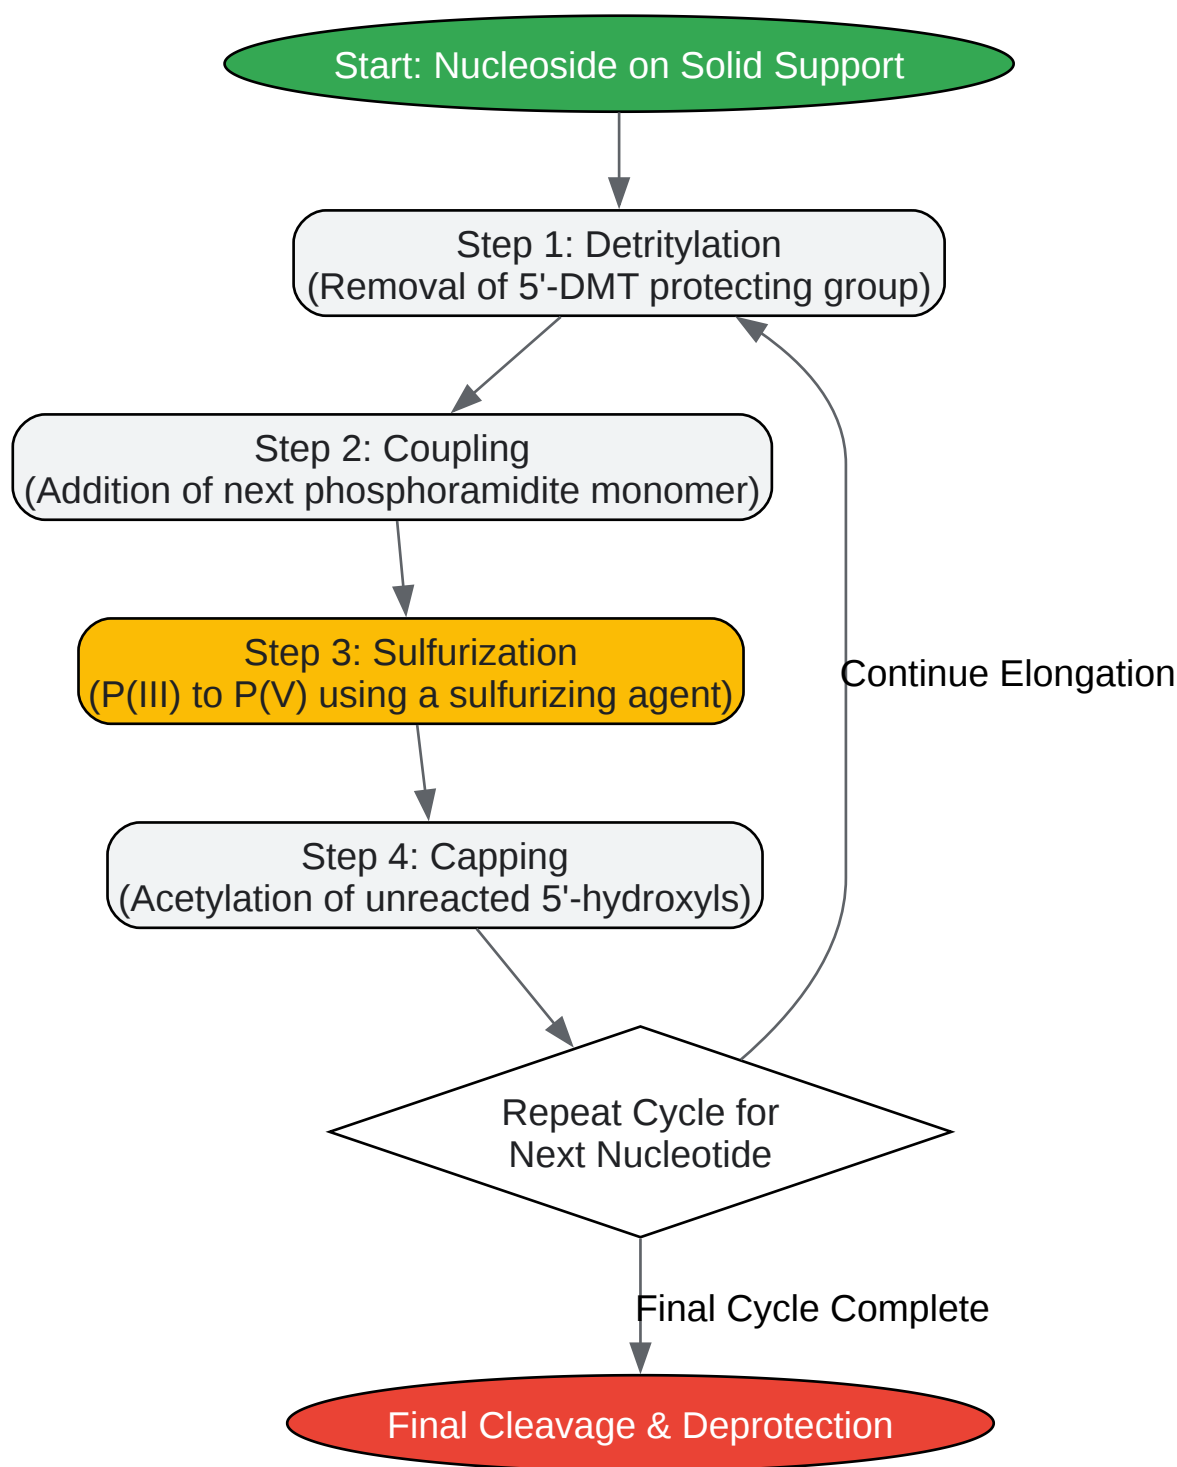 Start: Nucleoside on Solid Support
Step 1: Detritylation
(Removal of 5'-DMT protecting group)
Step 2: Coupling
(Addition of next phosphoramidite monomer)
Step 3: Sulfurization
(P(III) to P(V) using a sulfurizing agent)
Continue Elongation
Step 4: Capping
(Acetylation of unreacted 5'-hydroxyls)
Repeat Cycle for
Next Nucleotide
Final Cycle Complete
Final Cleavage & Deprotection